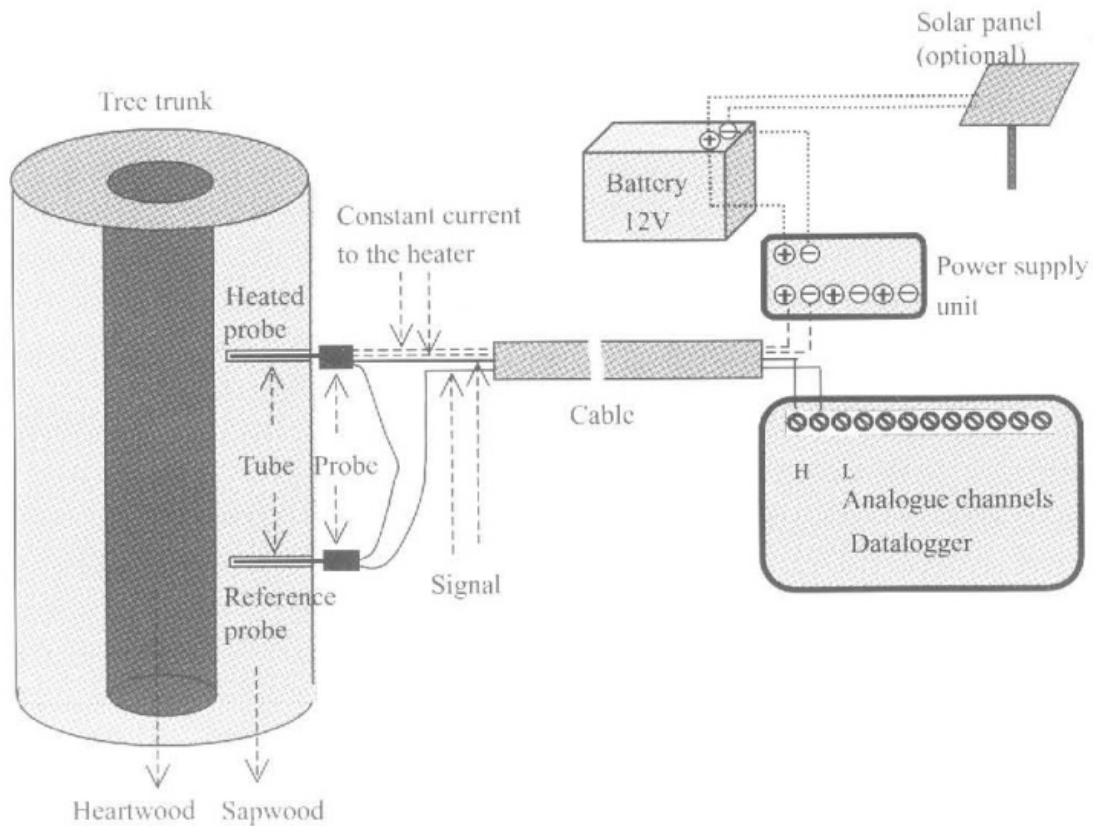 Solar panel
(optional)
Tree trunk
Battery
12V
Constant current
to the heater
Power supply
unit
Heated
probe
Cable
Tube
Probe
H L
Analogue channels
Datalogger
Signal
Reference
probe
Heartwood
Sapwood